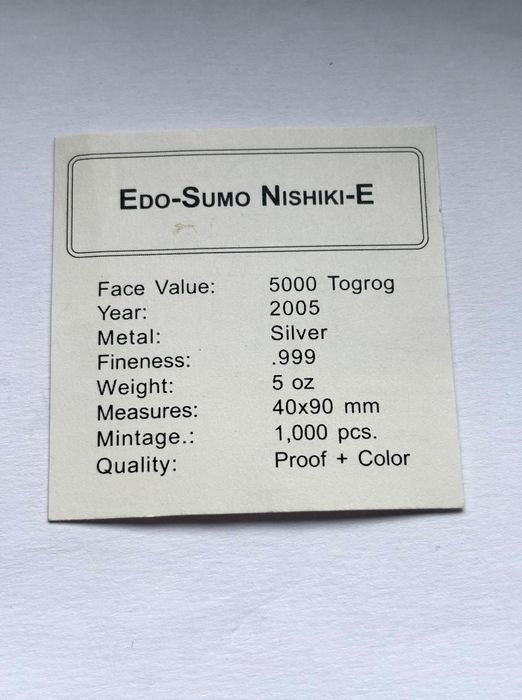 Edo-Sumo Nishiki-E
Face Value: 5000 Togrog
Year: 2005
Metal: Silver
Fineness: .999
Weight: 5 oz
Measures: 40x90 mm
Mintage.: 1,000 pcs.
Quality: Proof + Color